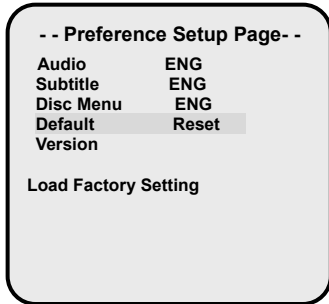 - - Preference Setup Page- -
Audio ENG
Subtitle ENG
Disc Menu ENG
Default Reset
Version
Load Factory Setting